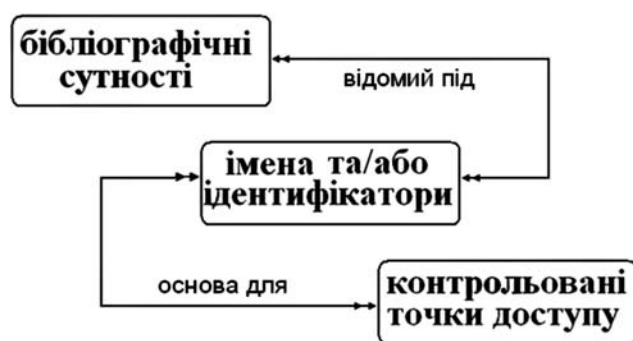 бібліографічні
сутності
відомий під
імена та/або
ідентифікатори
основа для
контрольовані
точки доступу